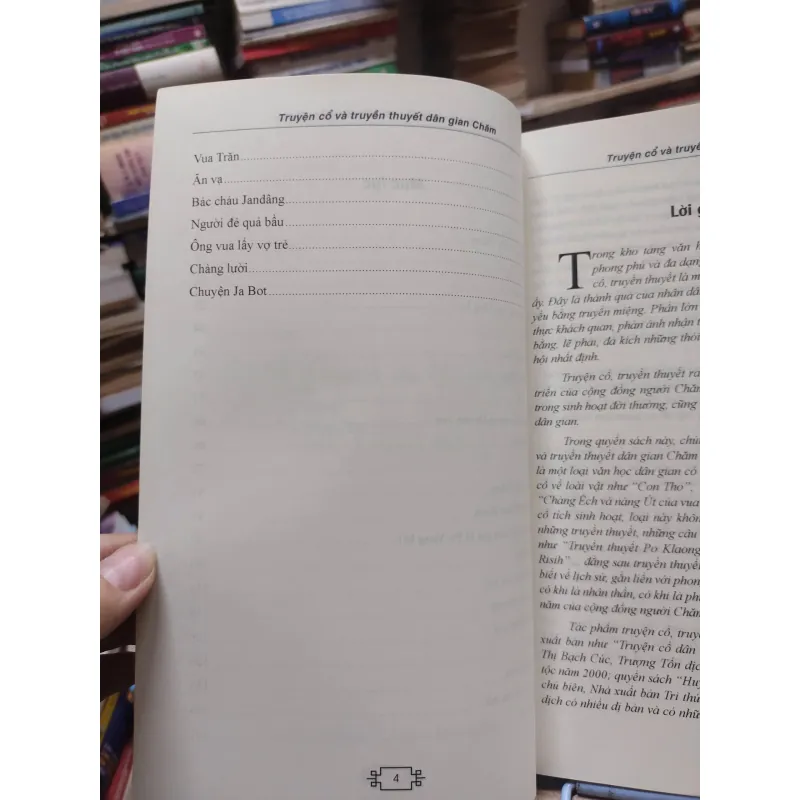 Truyện cổ và truyền thuyết dân gian Chăm
Vua Trăn
Ăn vạ
Bác cháu Jandâng
Người đẻ quả bầu
Ông vua lấy vợ trẻ
Chàng lười
Chuyện Ja Bot
4
Truyện cổ và truyề
Lời g
Trong kho tàng văn h
phong phú và đa dạng
cổ, truyền thuyết là m
ấy. Đây là thành quả của nhân dâ
yếu bằng truyền miệng. Phần lớn
thực khách quan, phản ánh nhận t
bằng, lẽ phải, đả kích những thói
hội nhất định.
Truyện cổ, truyền thuyết ra
triển của cộng đồng người Chăm
trong sinh hoạt đời thường, cũng
dân gian.
Trong quyển sách này, chú
và truyền thuyết dân gian Chăm
là một loại văn học dân gian có
cổ về loài vật như "Con Thỏ",
"Chàng Ếch và nàng Út của vua
cổ tích sinh hoạt, loại này khôn
những truyền thuyết, những câu
như "Truyền thuyết Po Klaong
Risih"... đằng sau truyền thuyế
biết về lịch sử, gắn liền với phon
có khi là nhân thần, có khi là ph
năm của cộng đồng người Chăm
Tác phẩm truyện cổ, truyề
xuất bản như "Truyện cổ dân
Thị Bạch Cúc, Trượng Tốn dịc
tộc năm 2000; quyển sách "Huy
chủ biên, Nhà xuất bản Tri thứ
dịch có nhiều dị bản và có nhữ